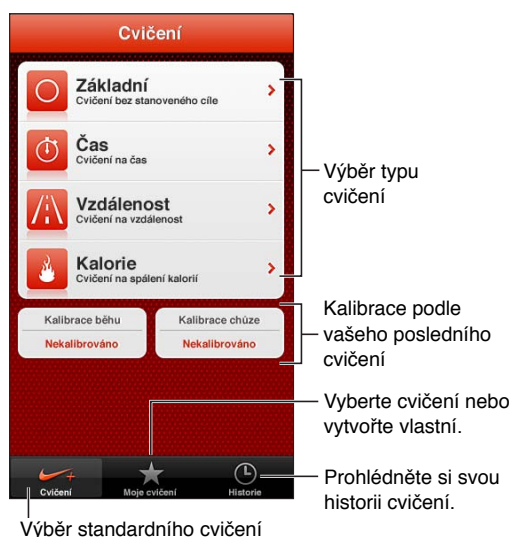 Cvičení
Základní
Cvičení bez stanoveného cíle
Čas
Cvičení na čas
Vzdálenost
Cvičení na vzdálenost
Kalorie
Cvičení na spálení kalorií
Výběr typu
cvičení
Kalibrace běhu
Nekalibrováno
Kalibrace chůze
Nekalibrováno
Kalibrace podle
vašeho posledního
cvičení
Vyberte cvičení nebo
vytvořte vlastní.
Cvičení
Moje cvičení
Historie
Prohlédněte si svou
historii cvičení.
Výběr standardního cvičení